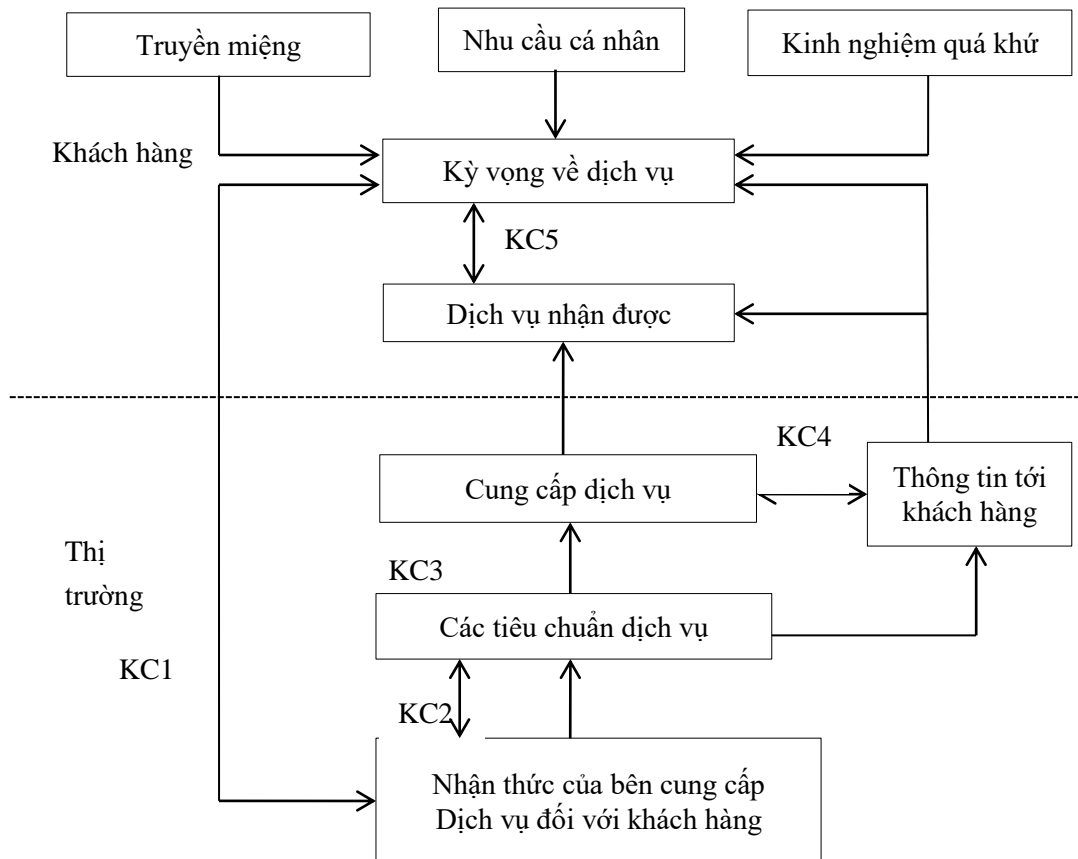 Truyền miệng
Nhu cầu cá nhân
Kinh nghiệm quá khứ
Khách hàng
Kỳ vọng về dịch vụ
KC5
Dịch vụ nhận được
KC4
Cung cấp dịch vụ
Thông tin tới
khách hàng
Thị
trường
KC3
Các tiêu chuẩn dịch vụ
KC1
KC2
Nhận thức của bên cung cấp
Dịch vụ đối với khách hàng